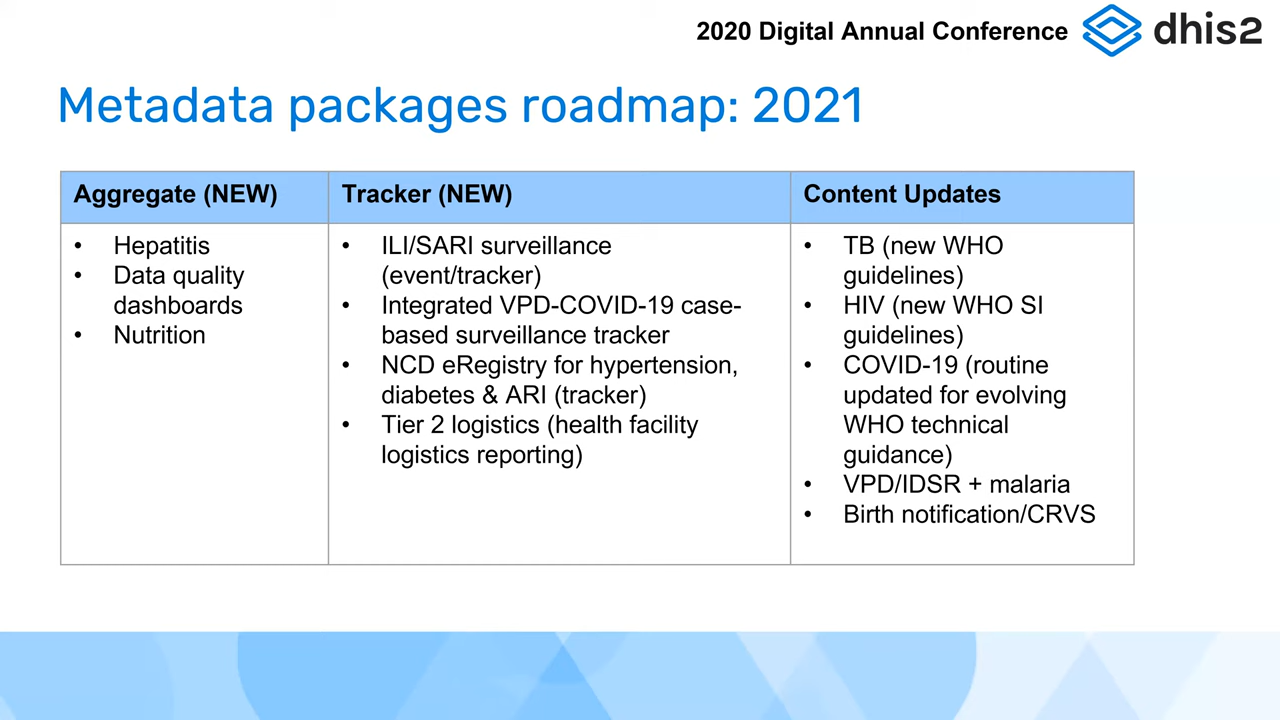 2020 Digital Annual Conference
dhis2
Metadata packages roadmap: 2021
Aggregate (NEW)
• Hepatitis
• Data quality
dashboards
• Nutrition
Tracker (NEW)
• ILI/SARI surveillance
(event/tracker)
• Integrated VPD-COVID-19 case-
based surveillance tracker
• NCD eRegistry for hypertension,
diabetes & ARI (tracker)
• Tier 2 logistics (health facility
logistics reporting)
Content Updates
• TB (new WHO
guidelines)
• HIV (new WHO SI
guidelines)
• COVID-19 (routine
updated for evolving
WHO technical
guidance)
• VPD/IDSR + malaria
• Birth notification/CRVS